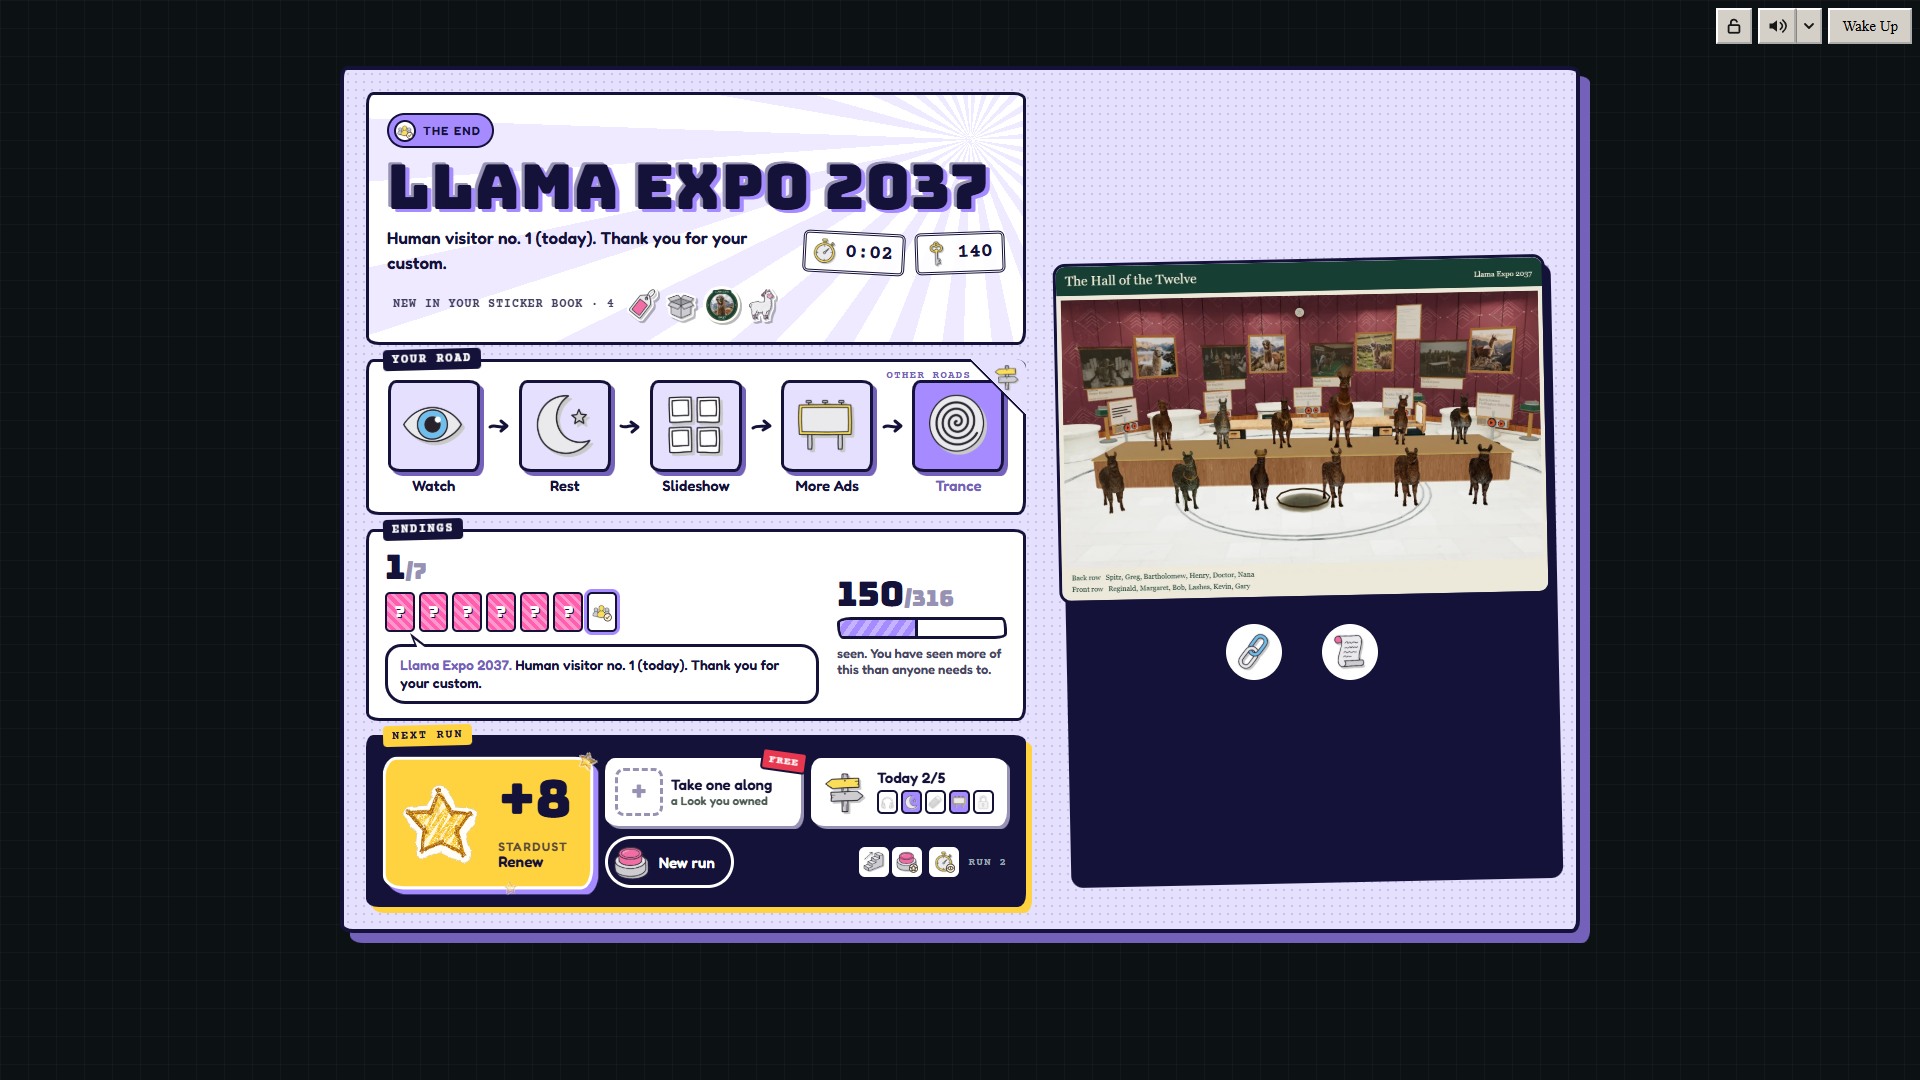 Wake Up
THE END
LLAMA EXPO 2037
Human visitor no. 1 (today). Thank you for your
custom.
0:02
140
NEW IN YOUR STICKER BOOK · 4
YOUR ROAD
OTHER ROADS
Watch
Rest
Slideshow
More Ads
Trance
ENDINGS
1/7
? ? ? ? ? ?
Llama Expo 2037. Human visitor no. 1 (today). Thank you for
your custom.
150/316
seen. You have seen more of
this than anyone needs to.
NEXT RUN
+8
STARDUST
Renew
FREE
+
Take one along
a Look you owned
Today 2/5
New run
RUN 2
The Hall of the Twelve
Llama Expo 2037
Back row Spitz, Greg, Bartholomew, Henry, Doctor, Nana
Front row Reginald, Margaret, Bob, Lashes, Kevin, Gary